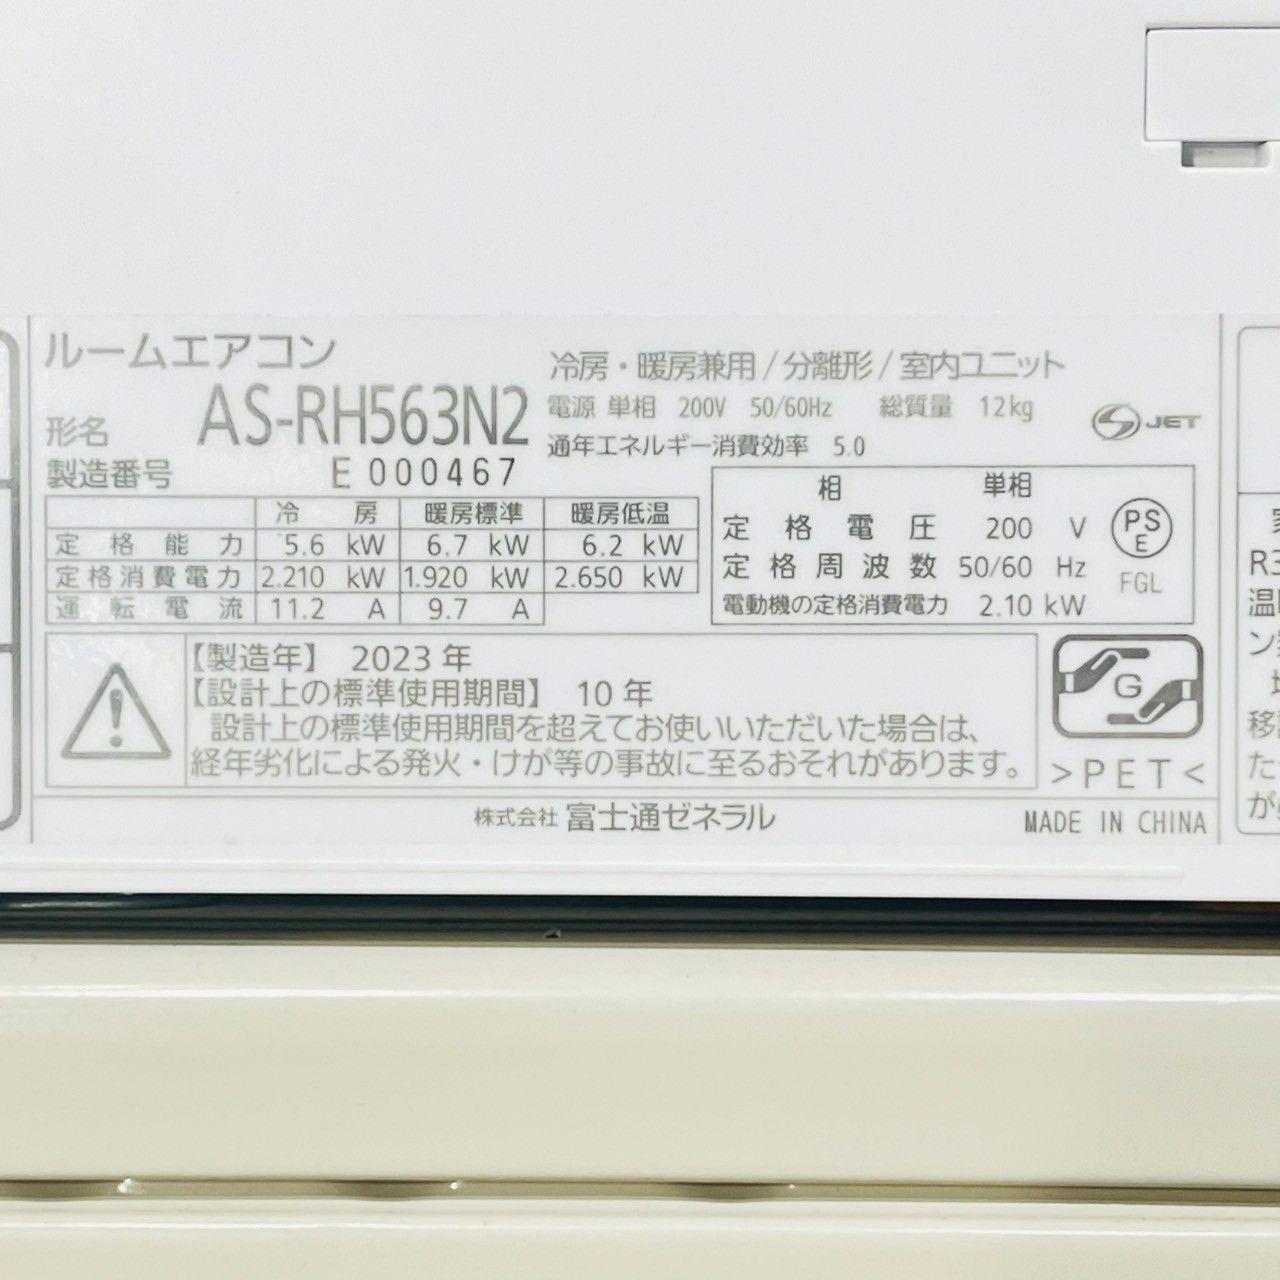 ルームエアコン
冷房・暖房兼用/分離形/室内ユニット
形名 AS-RH563N2
電源 単相 200V 50/60Hz 総質量 12kg
製造番号 E 000467
通年エネルギー消費効率 5.0
JET
冷房 暖房標準 暖房低温
定格能力 5.6 kW 6.7 kW 6.2 kW
定格消費電力 2.210 kW 1.920 kW 2.650 kW
運転電流 11.2 A 9.7 A
相 単相
定格電圧 200 V
定格周波数 50/60 Hz
電動機の定格消費電力 2.10 kW
PS
E
FGL
【製造年】 2023 年
【設計上の標準使用期間】 10 年
設計上の標準使用期間を超えてお使いいただいた場合は、
経年劣化による発火・けが等の事故に至るおそれがあります。
G
>PET<
株式会社 富士通ゼネラル
MADE IN CHINA
温
ン
移
た
が